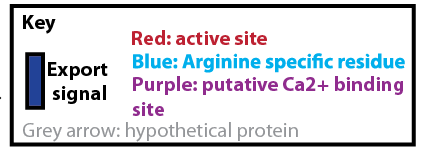 Key
Export signal
Red: active site
Blue: Arginine specific residue
Purple: putative Ca2+ binding
site
Grey arrow: hypothetical protein